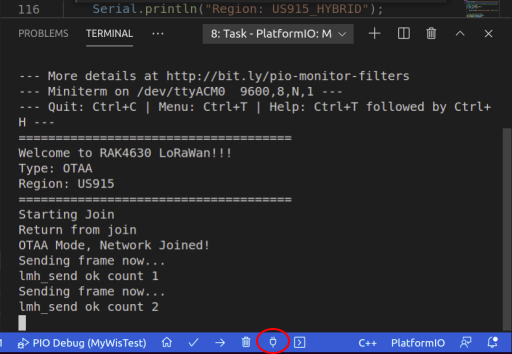 116 Serial.println("Region: US915_HYBRID");
PROBLEMS TERMINAL ··· 8: Task - PlatformIO: M
--- More details at http://bit.ly/pio-monitor-filters
--- Miniterm on /dev/ttyACM0  9600,8,N,1 ---
--- Quit: Ctrl+C | Menu: Ctrl+T | Help: Ctrl+T followed by Ctrl+
H ---
=====================================
Welcome to RAK4630 LoRaWan!!!
Type: OTAA
Region: US915
=====================================
Starting Join
Return from join
OTAA Mode, Network Joined!
Sending frame now...
lmh_send ok count 1
Sending frame now...
lmh_send ok count 2
PIO Debug (MyWisTest) C++ PlatformIO